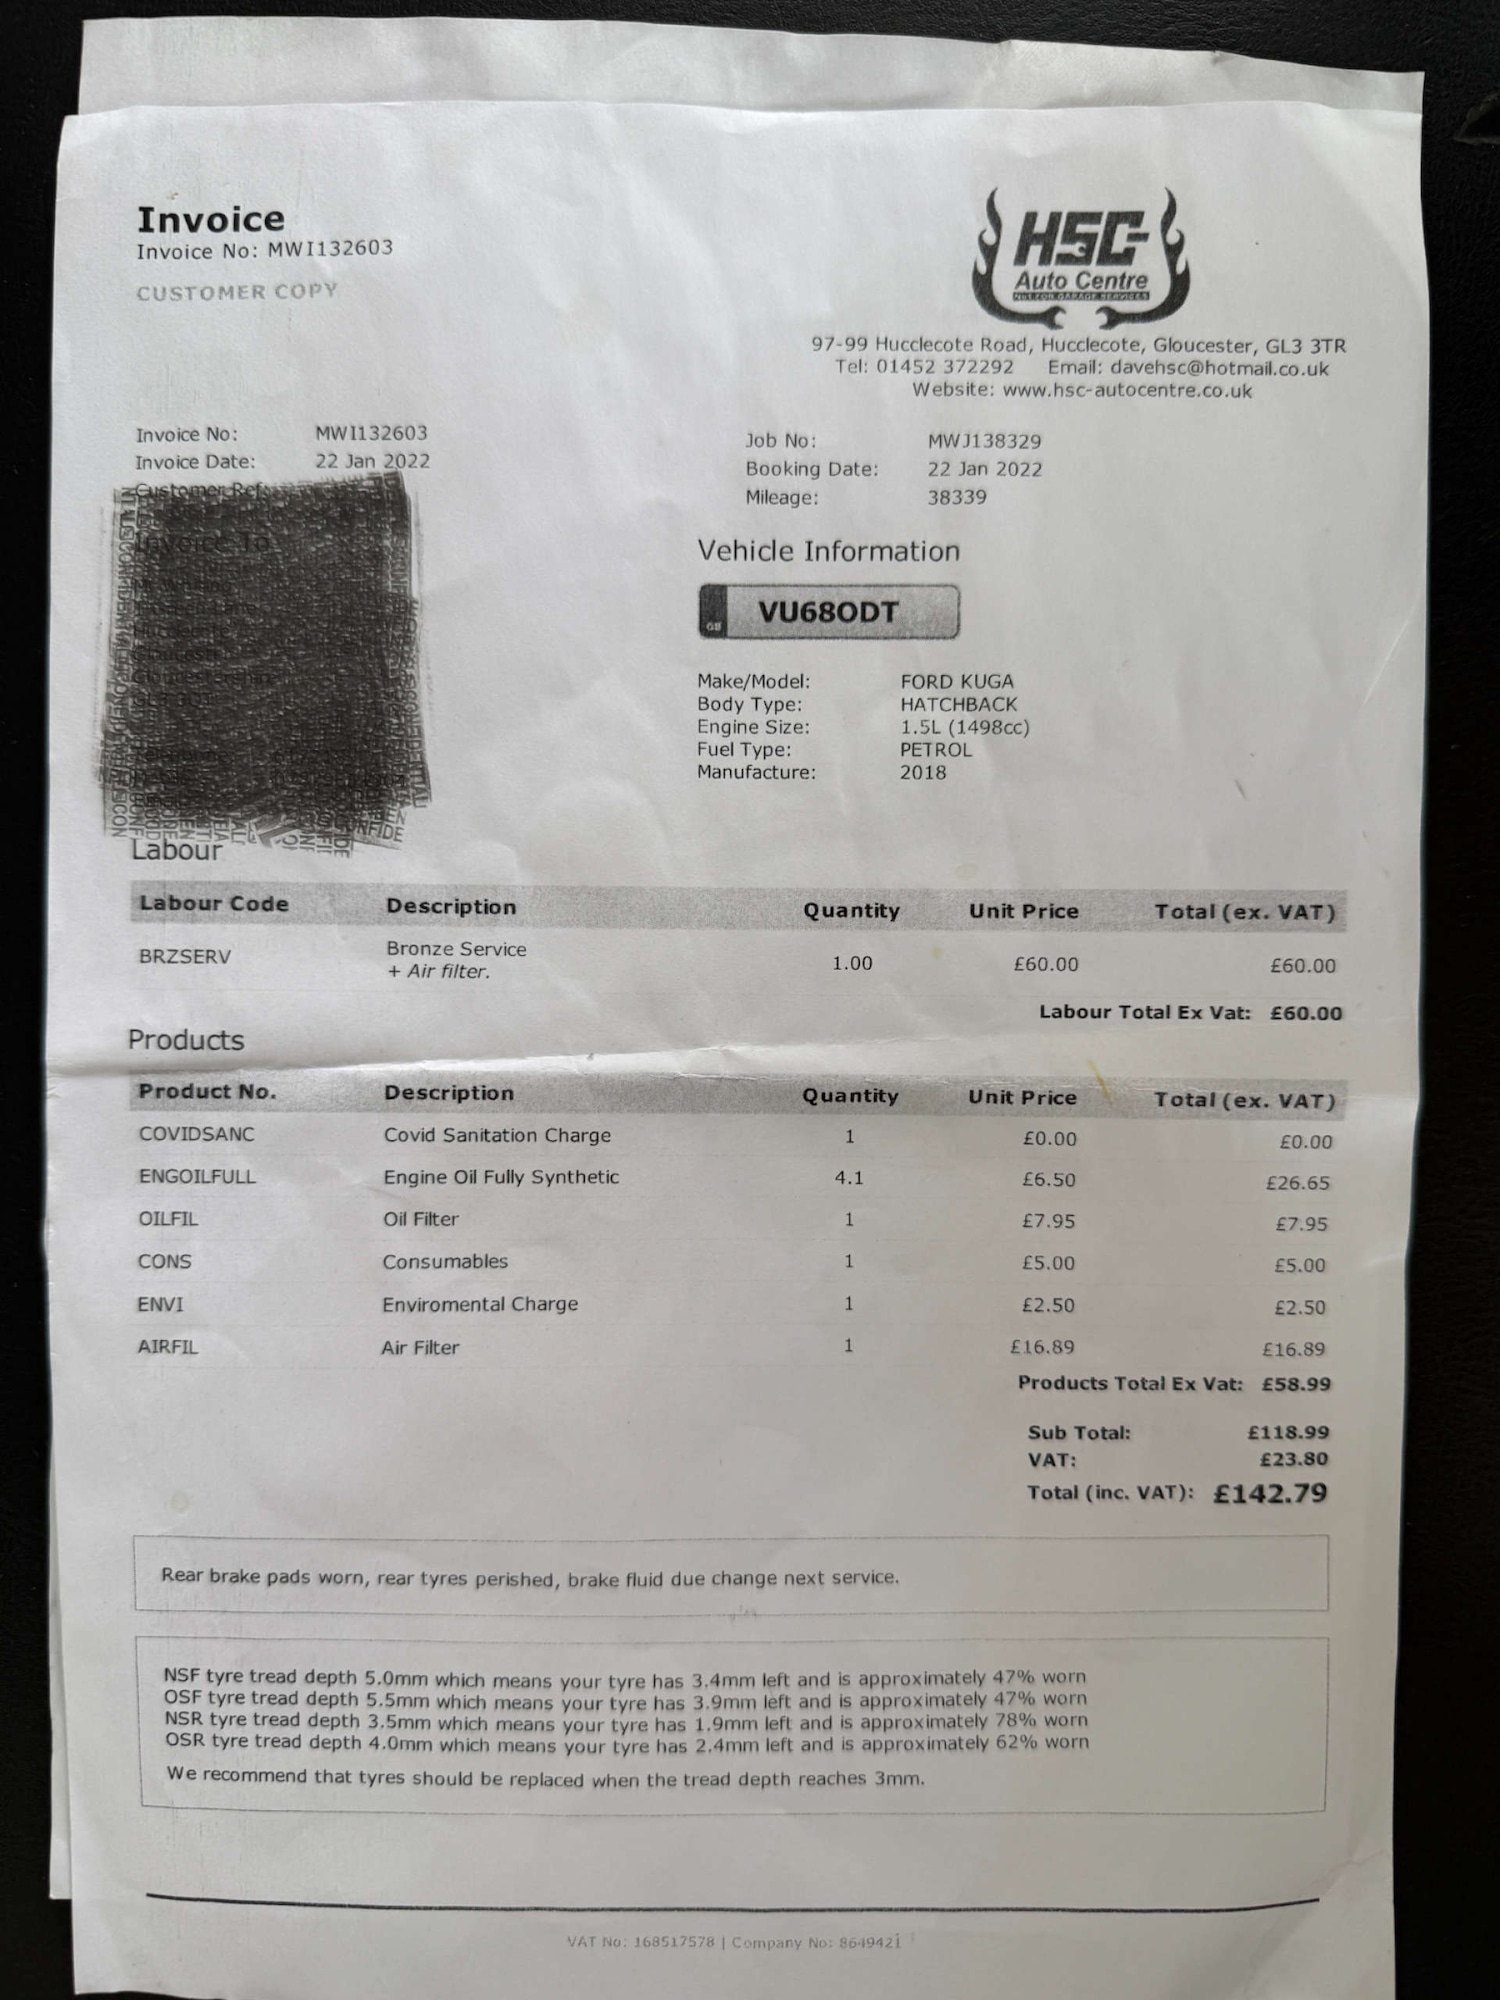 Invoice
Invoice No: MWI132603
CUSTOMER COPY
HSC
Auto Centre
97-99 Hucclecote Road, Hucclecote, Gloucester, GL3 3TR
Tel: 01452 372292 Email: davehsc@hotmail.co.uk
Website: www.hsc-autocentre.co.uk
Invoice No: MWI132603
Invoice Date: 22 Jan 2022
Customer Ref:
Invoice To
Job No: MWJ138329
Booking Date: 22 Jan 2022
Mileage: 38339
Vehicle Information
GB VU68ODT
Make/Model: FORD KUGA
Body Type: HATCHBACK
Engine Size: 1.5L (1498cc)
Fuel Type: PETROL
Manufacture: 2018
Labour
Labour Code Description Quantity Unit Price Total (ex. VAT)
BRZSERV Bronze Service 1.00 £60.00 £60.00
+ Air filter.
Labour Total Ex Vat: £60.00
Products
Product No. Description Quantity Unit Price Total (ex. VAT)
COVIDSANC Covid Sanitation Charge 1 £0.00 £0.00
ENGOILFULL Engine Oil Fully Synthetic 4.1 £6.50 £26.65
OILFIL Oil Filter 1 £7.95 £7.95
CONS Consumables 1 £5.00 £5.00
ENVI Enviromental Charge 1 £2.50 £2.50
AIRFIL Air Filter 1 £16.89 £16.89
Products Total Ex Vat: £58.99
Sub Total: £118.99
VAT: £23.80
Total (inc. VAT): £142.79
Rear brake pads worn, rear tyres perished, brake fluid due change next service.
NSF tyre tread depth 5.0mm which means your tyre has 3.4mm left and is approximately 47% worn
OSF tyre tread depth 5.5mm which means your tyre has 3.9mm left and is approximately 47% worn
NSR tyre tread depth 3.5mm which means your tyre has 1.9mm left and is approximately 78% worn
OSR tyre tread depth 4.0mm which means your tyre has 2.4mm left and is approximately 62% worn
We recommend that tyres should be replaced when the tread depth reaches 3mm.
VAT No: 168517578 | Company No: 8649421